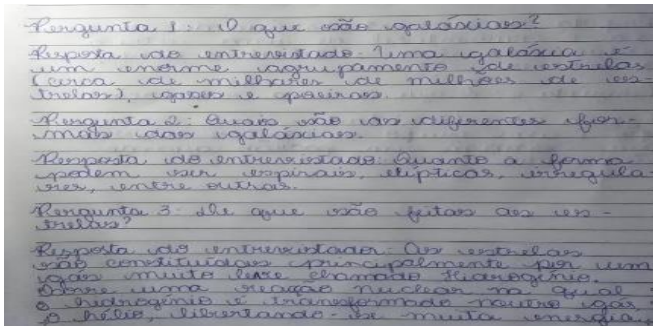 Pergunta 1: O que são galáxias?
Resposta do entrevistado: Uma galáxia é
um enorme agrupamento de estrelas
(cerca de milhares de milhões de es-
trelas), gases e poeiras.
Pergunta 2: Quais são as diferentes for-
mas das galáxias.
Resposta do entrevistado: Quanto a forma
podem ser espirais, elípticas, irregula-
res, entre outras.
Pergunta 3: De que são feitas as es-
trelas?
Resposta do entrevistador: As estrelas
são constituídas principalmente por um
gás muito leve chamado Hidrogênio.
Ocorre uma reação nuclear na qual
o hidrogênio é transformado noutro gás,
o hélio, libertando-se muita energia